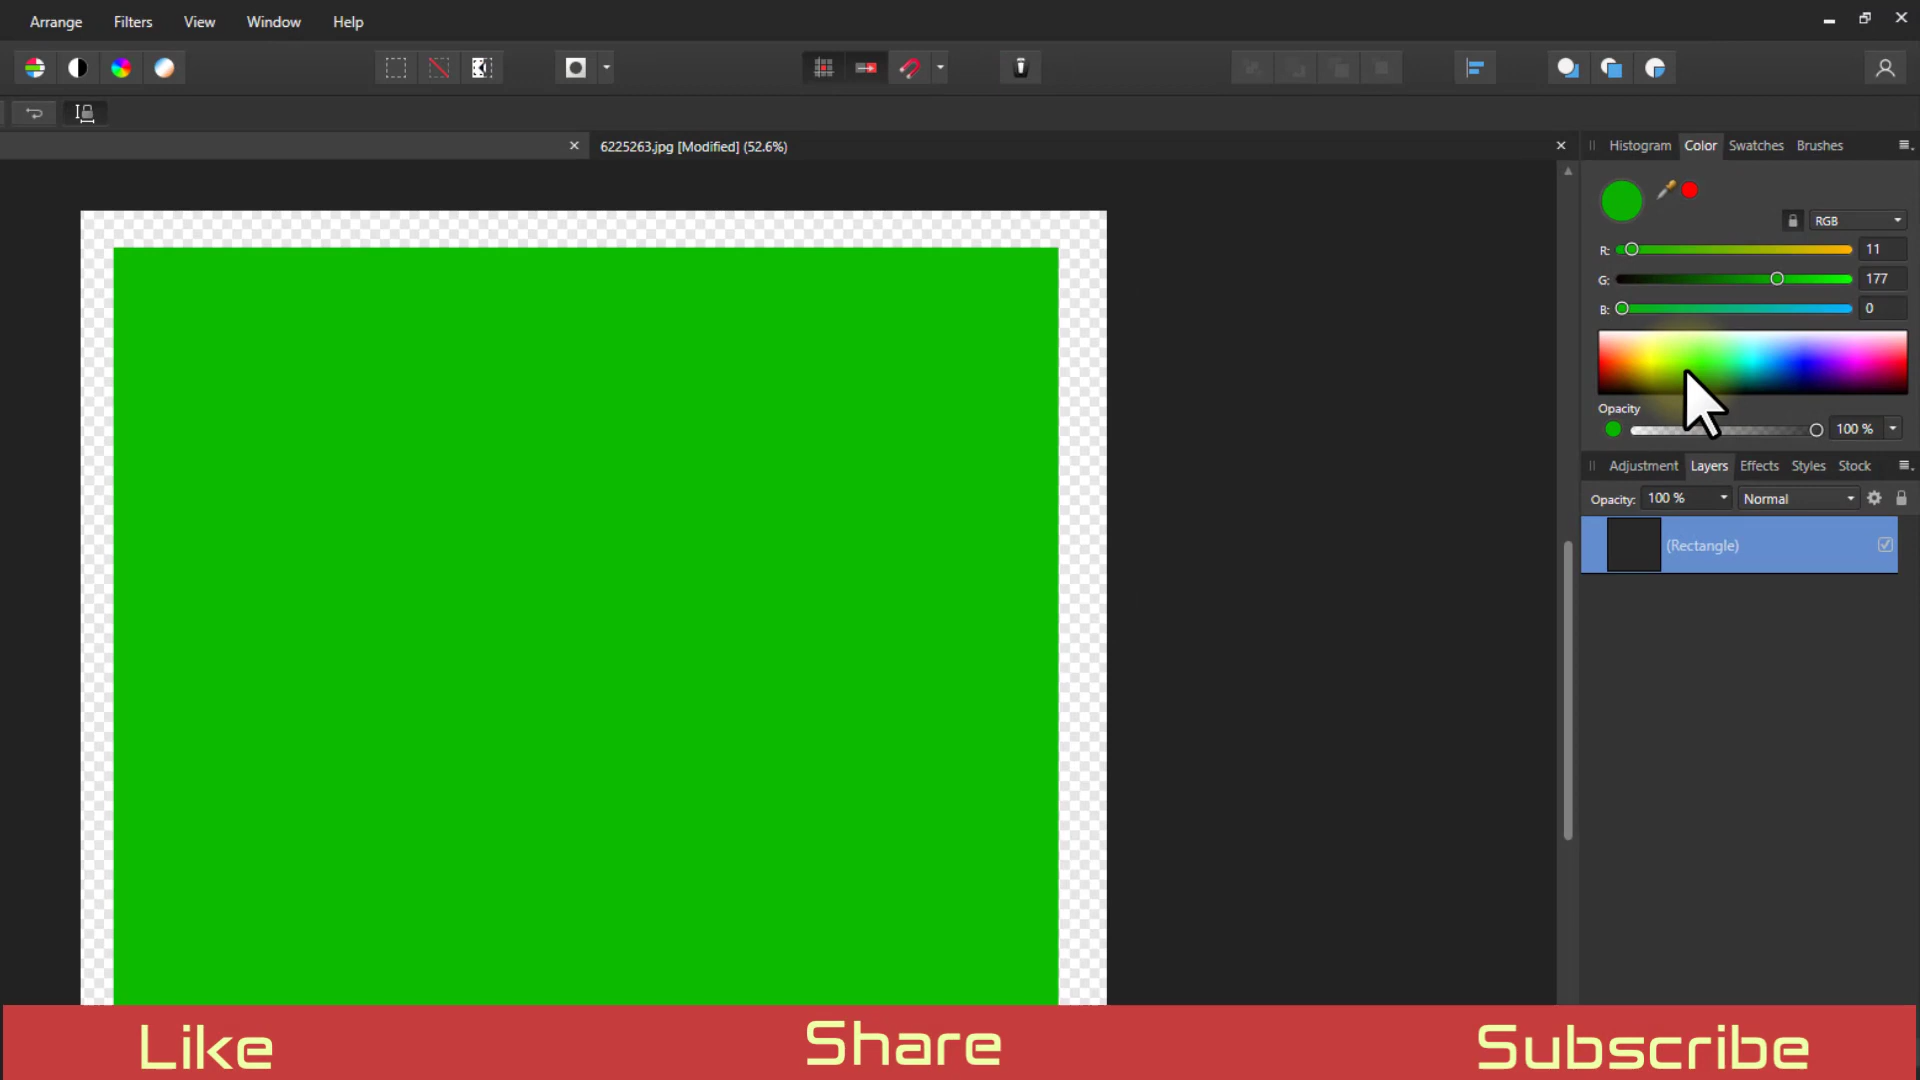 Arrange Filters View Window Help
6225263.jpg [Modified] (52.6%)
Histogram Color Swatches Brushes
RGB
R: 11
G: 177
B: 0
Opacity
100 %
Adjustment Layers Effects Styles Stock
Opacity: 100 % Normal
(Rectangle)
Like Share Subscribe